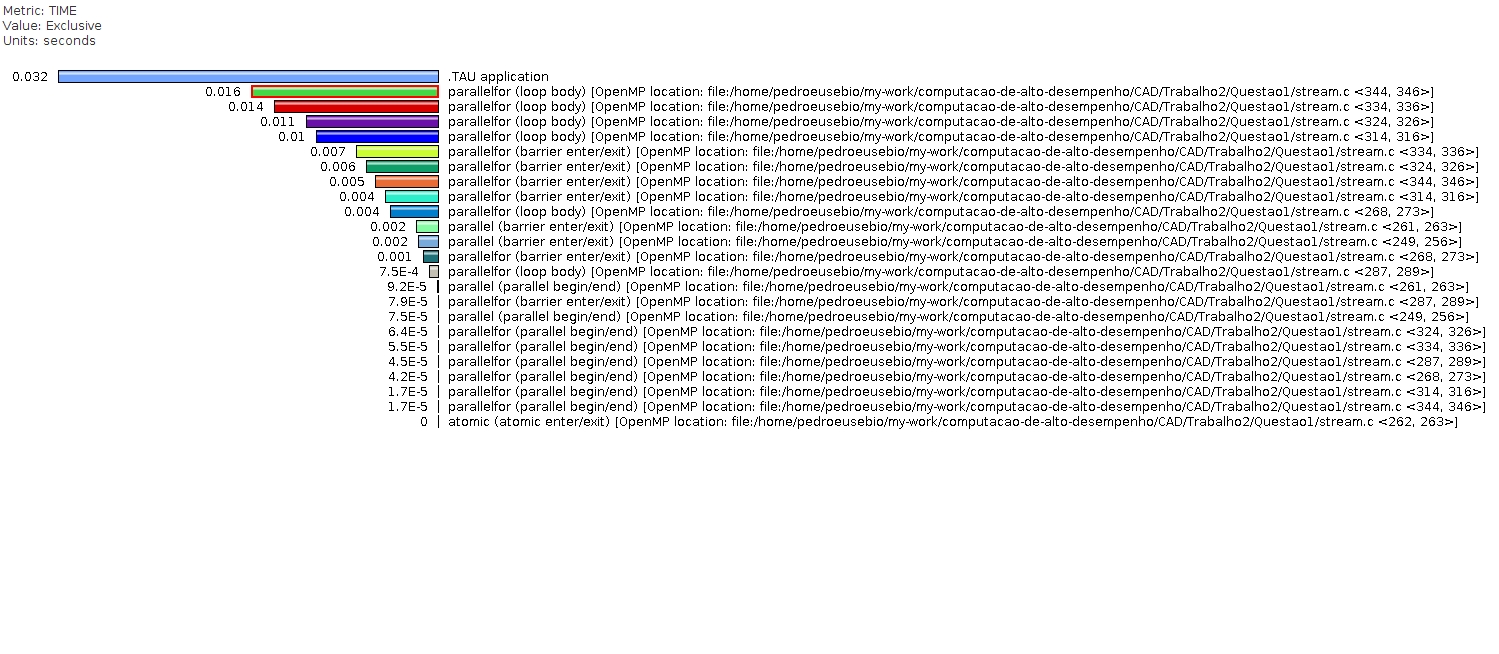 Metric: TIME
Value: Exclusive
Units: seconds
0.032 .TAU application
0.016 parallelfor (loop body) [OpenMP location: file:/home/pedroeusebio/my-work/computacao-de-alto-desempenho/CAD/Trabalho2/Questao1/stream.c <344, 346>]
0.014 parallelfor (loop body) [OpenMP location: file:/home/pedroeusebio/my-work/computacao-de-alto-desempenho/CAD/Trabalho2/Questao1/stream.c <334, 336>]
0.011 parallelfor (loop body) [OpenMP location: file:/home/pedroeusebio/my-work/computacao-de-alto-desempenho/CAD/Trabalho2/Questao1/stream.c <324, 326>]
0.01 parallelfor (loop body) [OpenMP location: file:/home/pedroeusebio/my-work/computacao-de-alto-desempenho/CAD/Trabalho2/Questao1/stream.c <314, 316>]
0.007 parallelfor (barrier enter/exit) [OpenMP location: file:/home/pedroeusebio/my-work/computacao-de-alto-desempenho/CAD/Trabalho2/Questao1/stream.c <334, 336>]
0.006 parallelfor (barrier enter/exit) [OpenMP location: file:/home/pedroeusebio/my-work/computacao-de-alto-desempenho/CAD/Trabalho2/Questao1/stream.c <324, 326>]
0.005 parallelfor (barrier enter/exit) [OpenMP location: file:/home/pedroeusebio/my-work/computacao-de-alto-desempenho/CAD/Trabalho2/Questao1/stream.c <344, 346>]
0.004 parallelfor (barrier enter/exit) [OpenMP location: file:/home/pedroeusebio/my-work/computacao-de-alto-desempenho/CAD/Trabalho2/Questao1/stream.c <314, 316>]
0.004 parallelfor (loop body) [OpenMP location: file:/home/pedroeusebio/my-work/computacao-de-alto-desempenho/CAD/Trabalho2/Questao1/stream.c <268, 273>]
0.002 parallel (barrier enter/exit) [OpenMP location: file:/home/pedroeusebio/my-work/computacao-de-alto-desempenho/CAD/Trabalho2/Questao1/stream.c <261, 263>]
0.002 parallel (barrier enter/exit) [OpenMP location: file:/home/pedroeusebio/my-work/computacao-de-alto-desempenho/CAD/Trabalho2/Questao1/stream.c <249, 256>]
0.001 parallelfor (barrier enter/exit) [OpenMP location: file:/home/pedroeusebio/my-work/computacao-de-alto-desempenho/CAD/Trabalho2/Questao1/stream.c <268, 273>]
7.5E-4 parallelfor (loop body) [OpenMP location: file:/home/pedroeusebio/my-work/computacao-de-alto-desempenho/CAD/Trabalho2/Questao1/stream.c <287, 289>]
9.2E-5 parallel (parallel begin/end) [OpenMP location: file:/home/pedroeusebio/my-work/computacao-de-alto-desempenho/CAD/Trabalho2/Questao1/stream.c <261, 263>]
7.9E-5 parallelfor (barrier enter/exit) [OpenMP location: file:/home/pedroeusebio/my-work/computacao-de-alto-desempenho/CAD/Trabalho2/Questao1/stream.c <287, 289>]
7.5E-5 parallel (parallel begin/end) [OpenMP location: file:/home/pedroeusebio/my-work/computacao-de-alto-desempenho/CAD/Trabalho2/Questao1/stream.c <249, 256>]
6.4E-5 parallelfor (parallel begin/end) [OpenMP location: file:/home/pedroeusebio/my-work/computacao-de-alto-desempenho/CAD/Trabalho2/Questao1/stream.c <324, 326>]
5.5E-5 parallelfor (parallel begin/end) [OpenMP location: file:/home/pedroeusebio/my-work/computacao-de-alto-desempenho/CAD/Trabalho2/Questao1/stream.c <334, 336>]
4.5E-5 parallelfor (parallel begin/end) [OpenMP location: file:/home/pedroeusebio/my-work/computacao-de-alto-desempenho/CAD/Trabalho2/Questao1/stream.c <287, 289>]
4.2E-5 parallelfor (parallel begin/end) [OpenMP location: file:/home/pedroeusebio/my-work/computacao-de-alto-desempenho/CAD/Trabalho2/Questao1/stream.c <268, 273>]
1.7E-5 parallelfor (parallel begin/end) [OpenMP location: file:/home/pedroeusebio/my-work/computacao-de-alto-desempenho/CAD/Trabalho2/Questao1/stream.c <314, 316>]
1.7E-5 parallelfor (parallel begin/end) [OpenMP location: file:/home/pedroeusebio/my-work/computacao-de-alto-desempenho/CAD/Trabalho2/Questao1/stream.c <344, 346>]
0 atomic (atomic enter/exit) [OpenMP location: file:/home/pedroeusebio/my-work/computacao-de-alto-desempenho/CAD/Trabalho2/Questao1/stream.c <262, 263>]